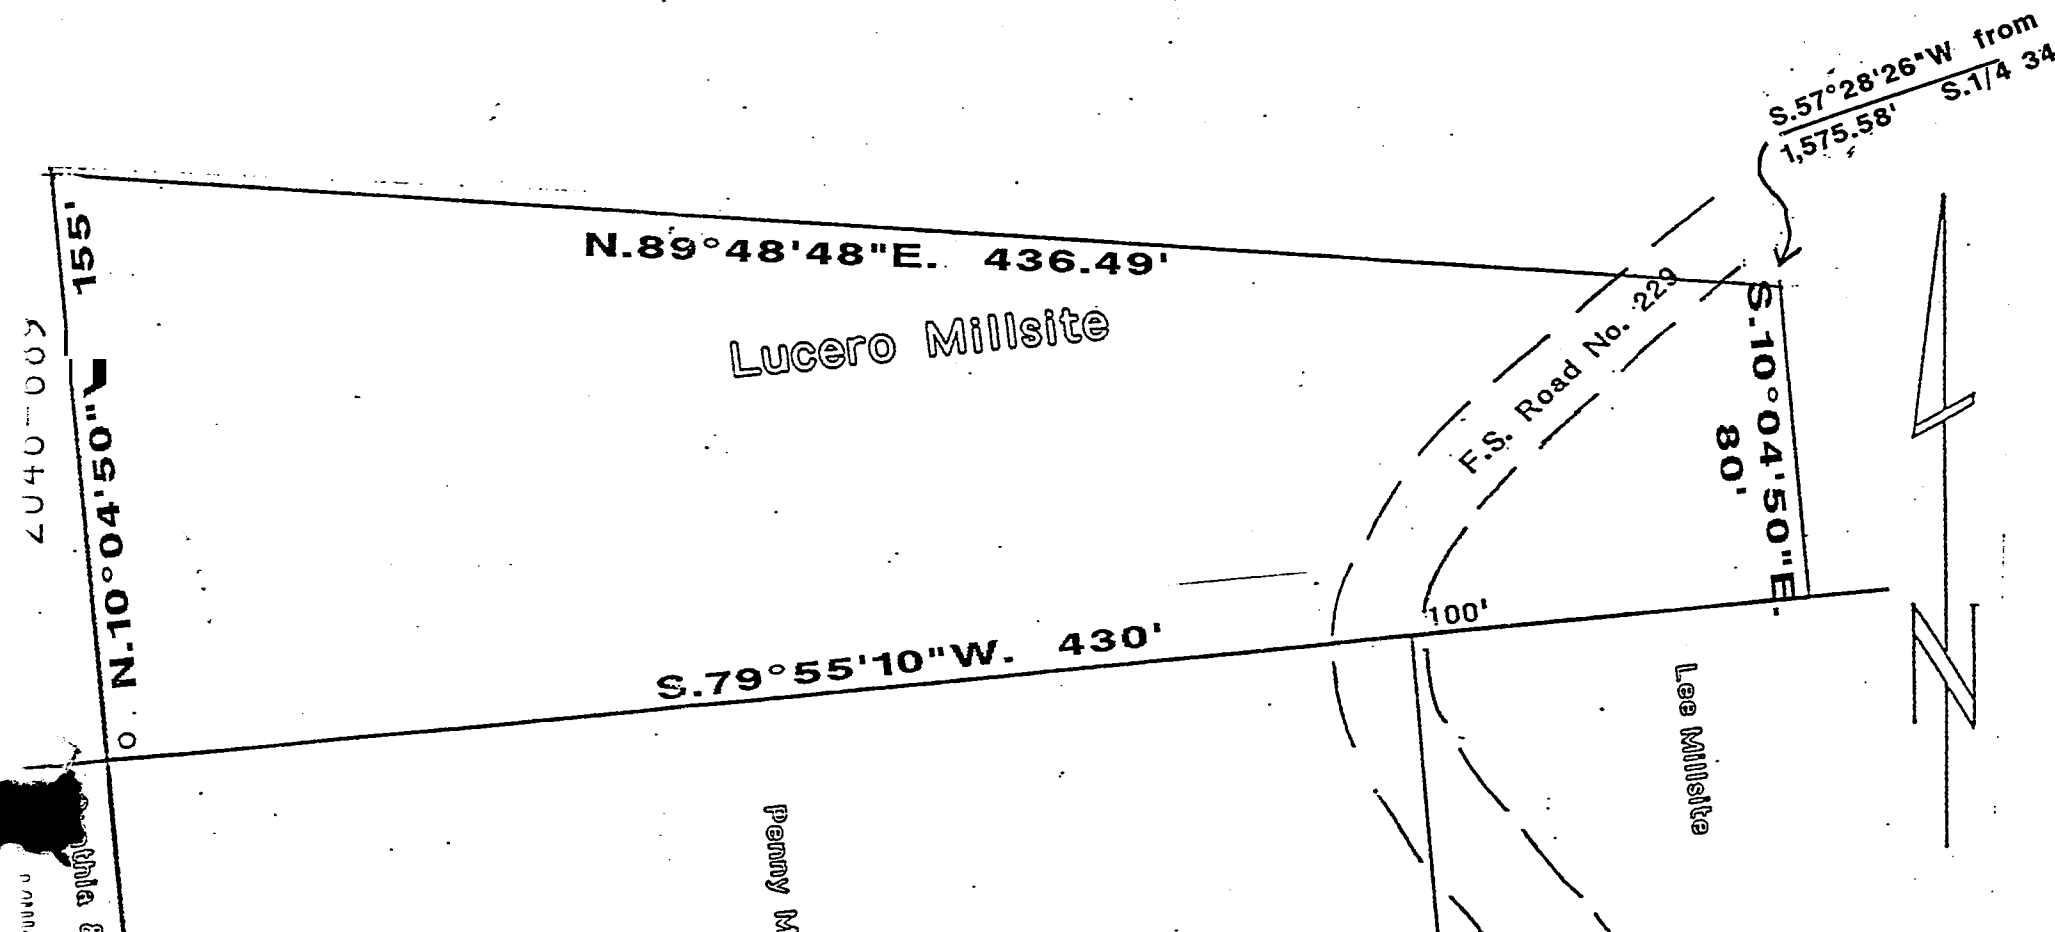 S.57°28'26"W from
1,575.58' S.1/4 34
155'
N.89°48'48"E. 436.49'
Lucero Millsite
F.S. Road No. 229
S.10°04'50"E.
80'
N.10°04'50"
S.79°55'10"W. 430'
100'
Lee Millsite
Penny M
N